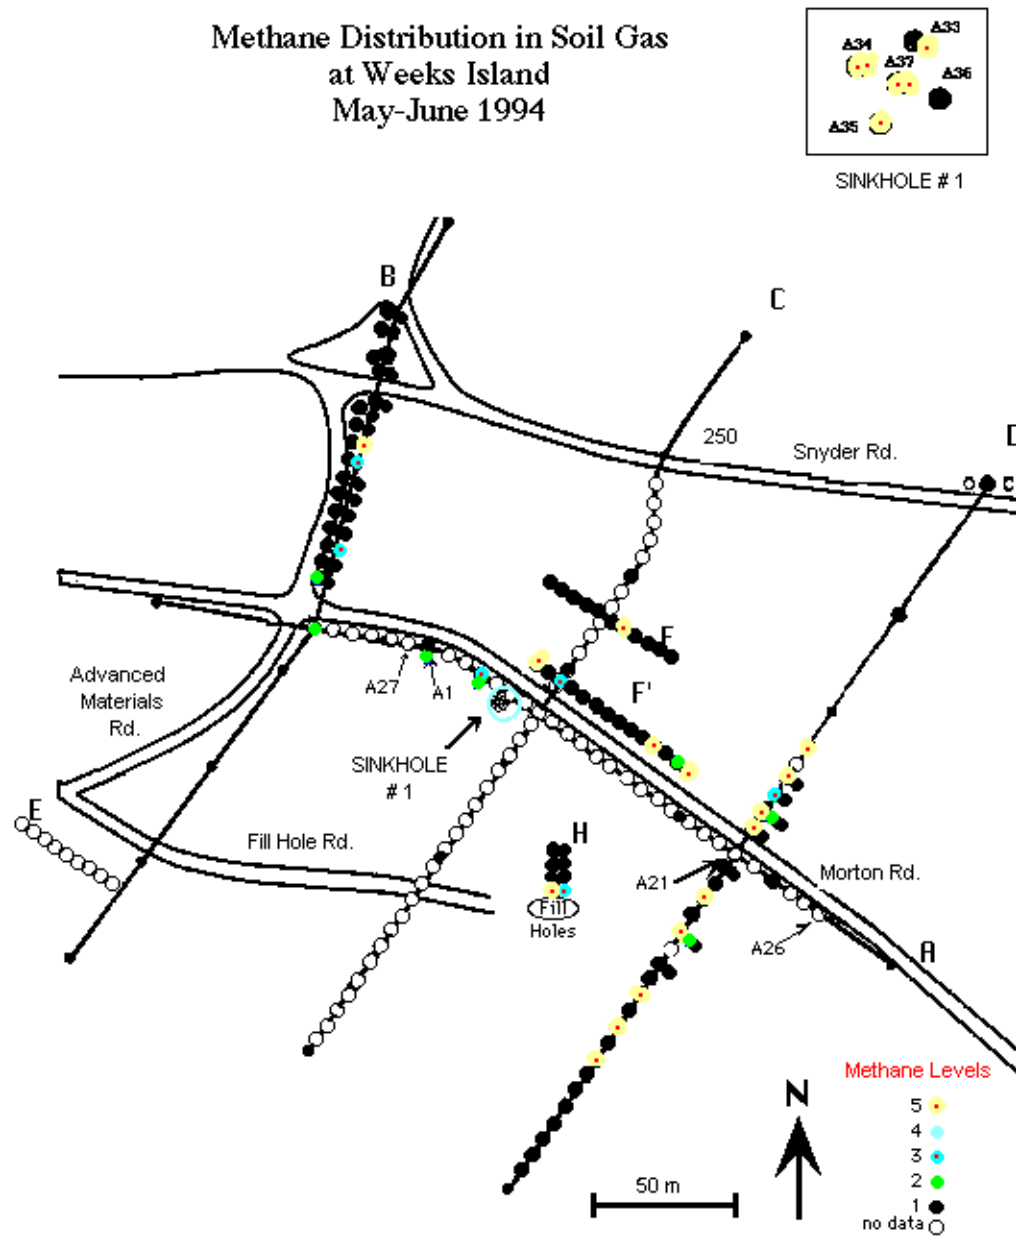 Methane Distribution in Soil Gas
at Weeks Island
May-June 1994
A33
A34
A37
A36
A35
SINKHOLE # 1
B
C
250
Snyder Rd.
D
o
c
F
F'
Advanced
Materials
Rd.
A27
A1
SINKHOLE
# 1
E
Fill Hole Rd.
H
Fill
Holes
A21
Morton Rd.
A26
A
Methane Levels
5
4
3
2
1
no data
N
50 m